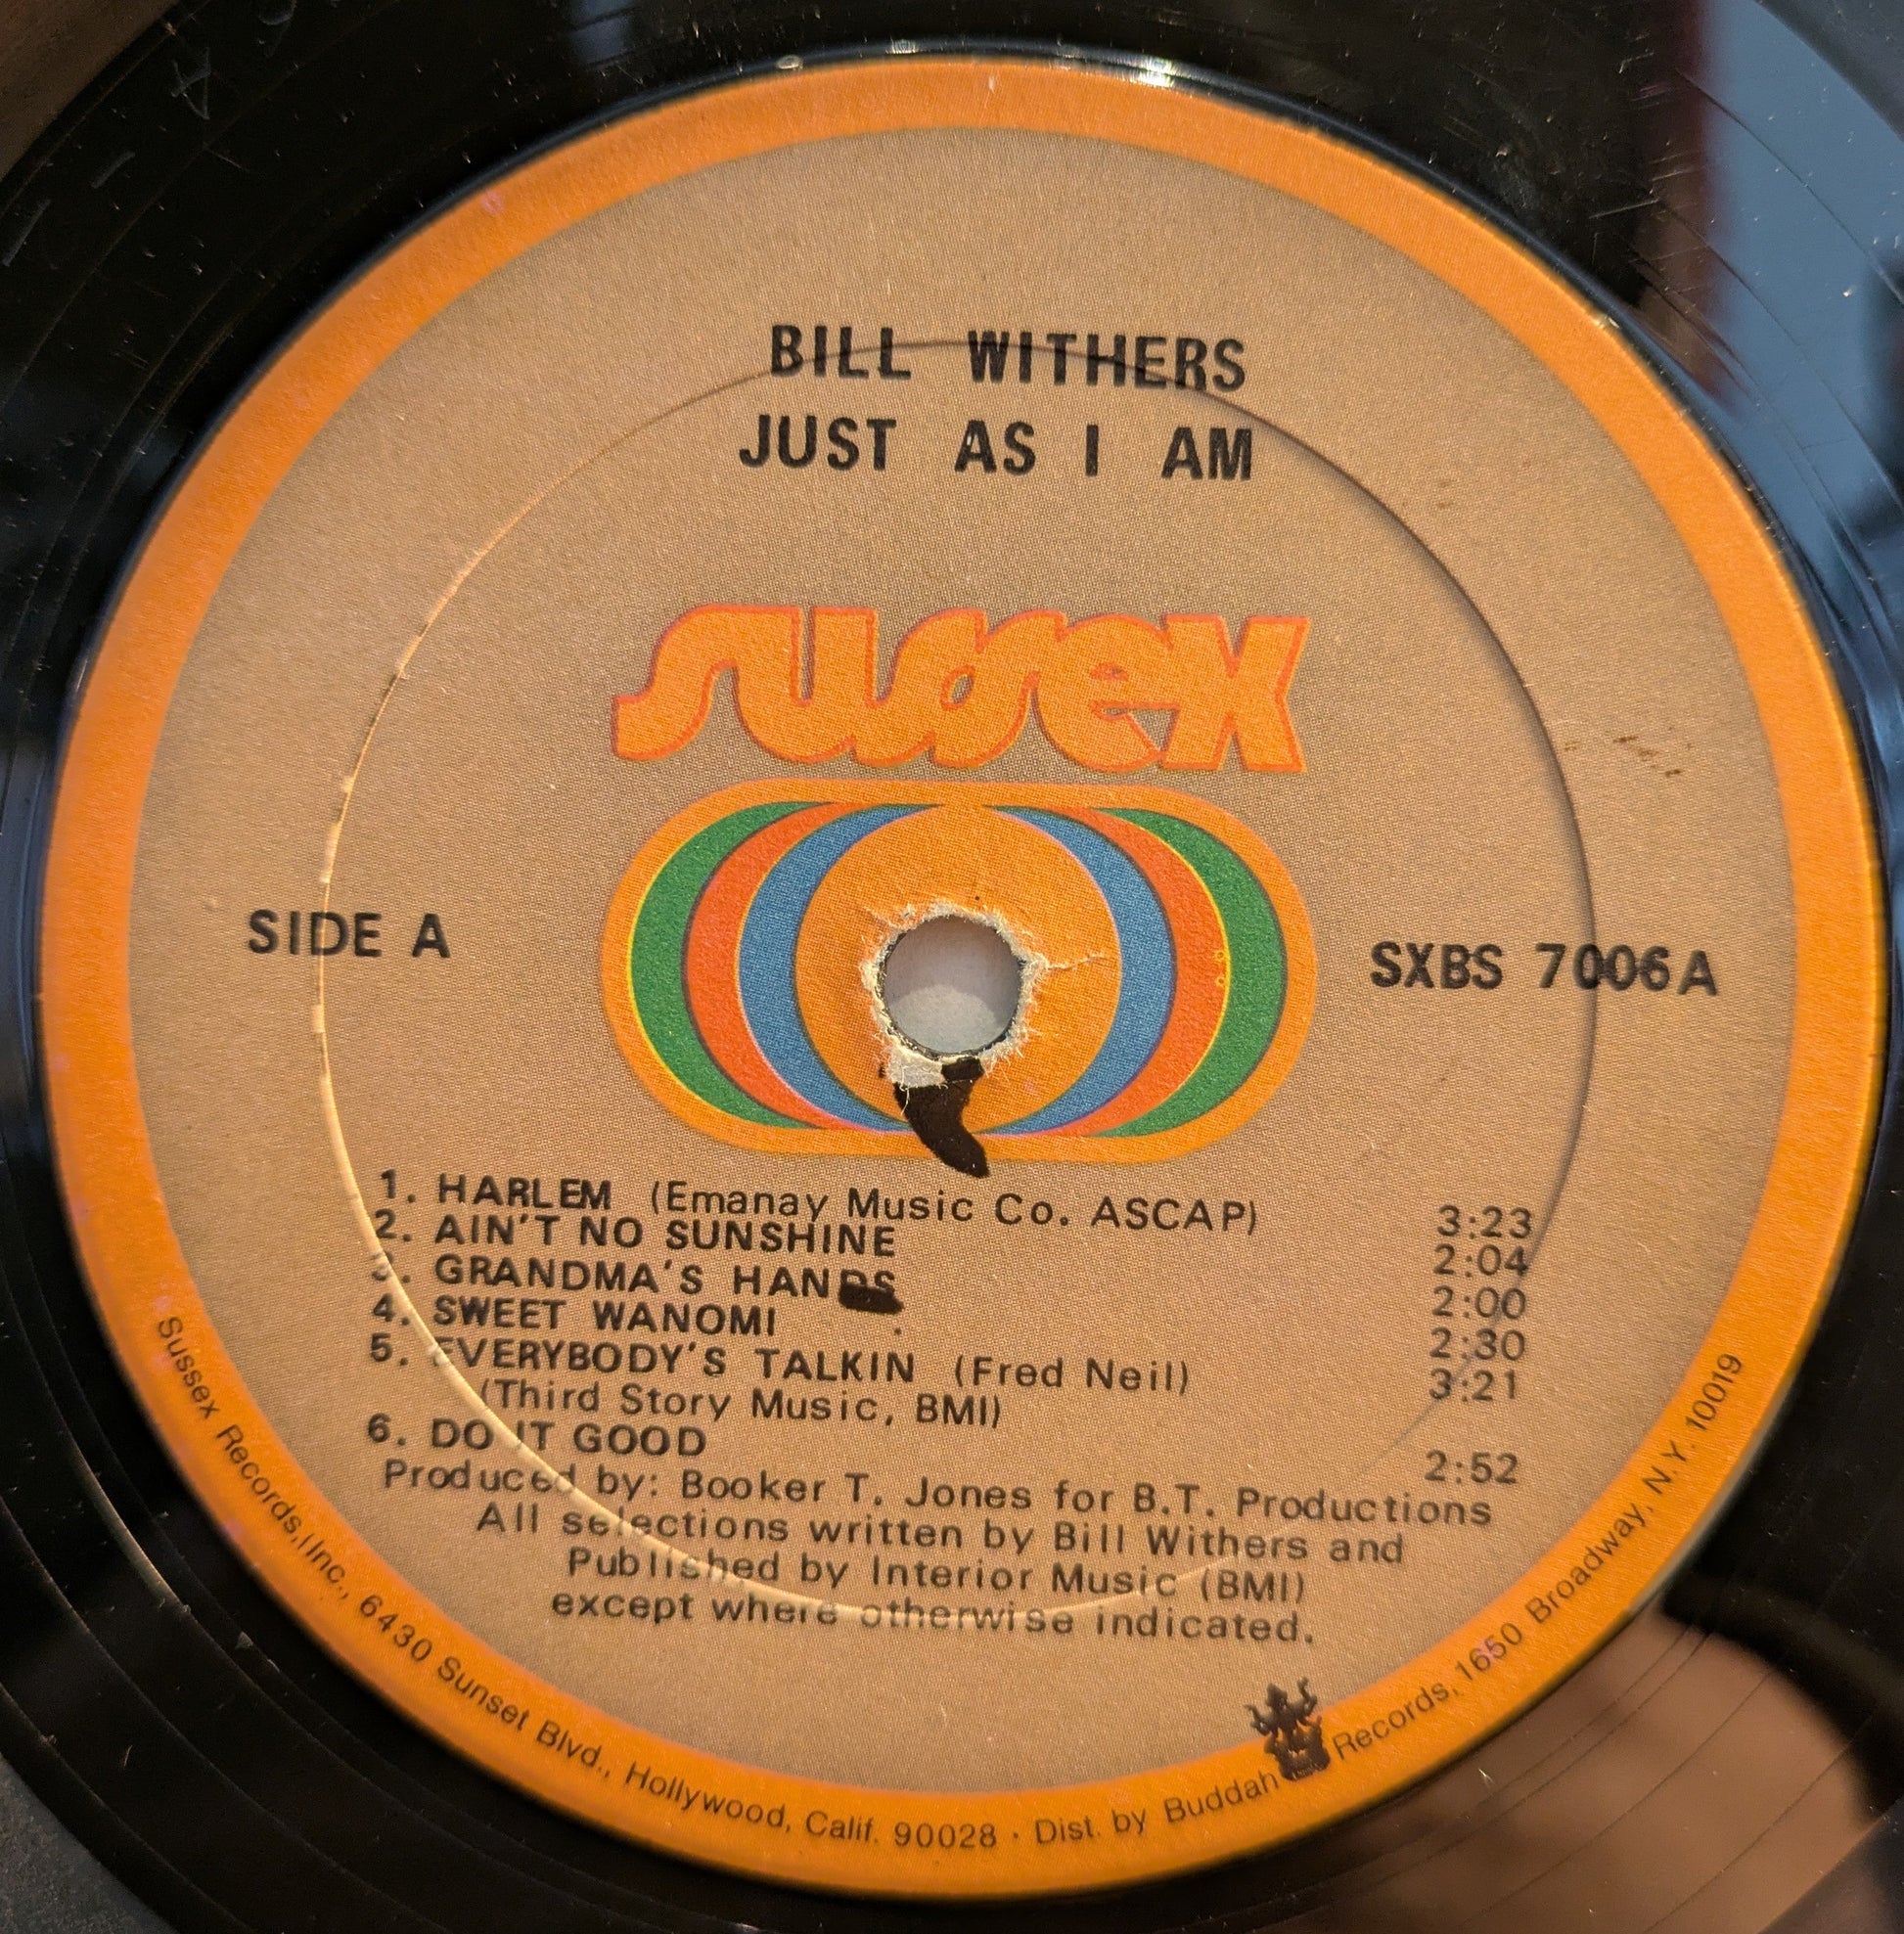 BILL WITHERS
JUST AS I AM
sussex
SIDE A
SXBS 7006A
1. HARLEM (Emanay Music Co. ASCAP) 3:23
2. AIN'T NO SUNSHINE 2:04
3. GRANDMA'S HANDS 2:00
4. SWEET WANOMI 2:30
5. EVERYBODY'S TALKIN (Fred Neil) 3:21
(Third Story Music, BMI)
6. DO IT GOOD 2:52
Produced by: Booker T. Jones for B.T. Productions
All selections written by Bill Withers and
Published by Interior Music (BMI)
except where otherwise indicated.
Sussex Records, Inc., 6430 Sunset Blvd., Hollywood, Calif. 90028 · Dist. by Buddah Records, 1650 Broadway, N.Y. 10019